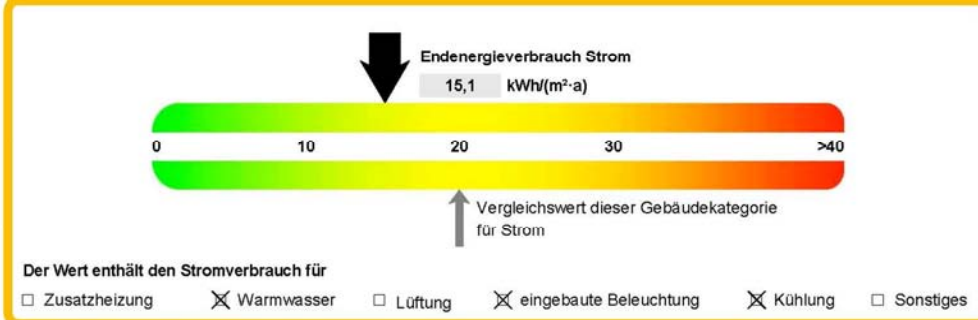 Endenergieverbrauch Strom
15,1 kWh/(m²·a)
0 10 20 30 >40
Vergleichswert dieser Gebäudekategorie
für Strom
Der Wert enthält den Stromverbrauch für
☐ Zusatzheizung ☒ Warmwasser ☐ Lüftung ☒ eingebaute Beleuchtung ☒ Kühlung ☐ Sonstiges